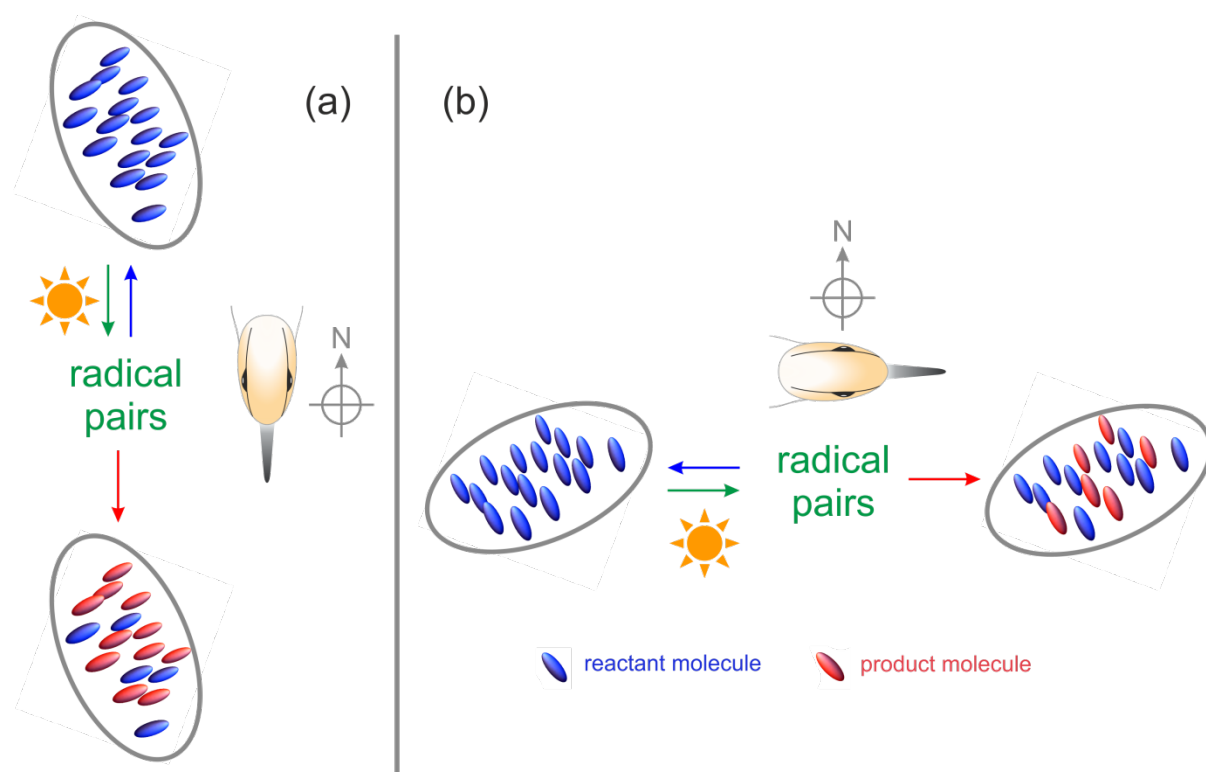 (a)
radical
pairs
N
(b)
N
radical
pairs
reactant molecule
product molecule